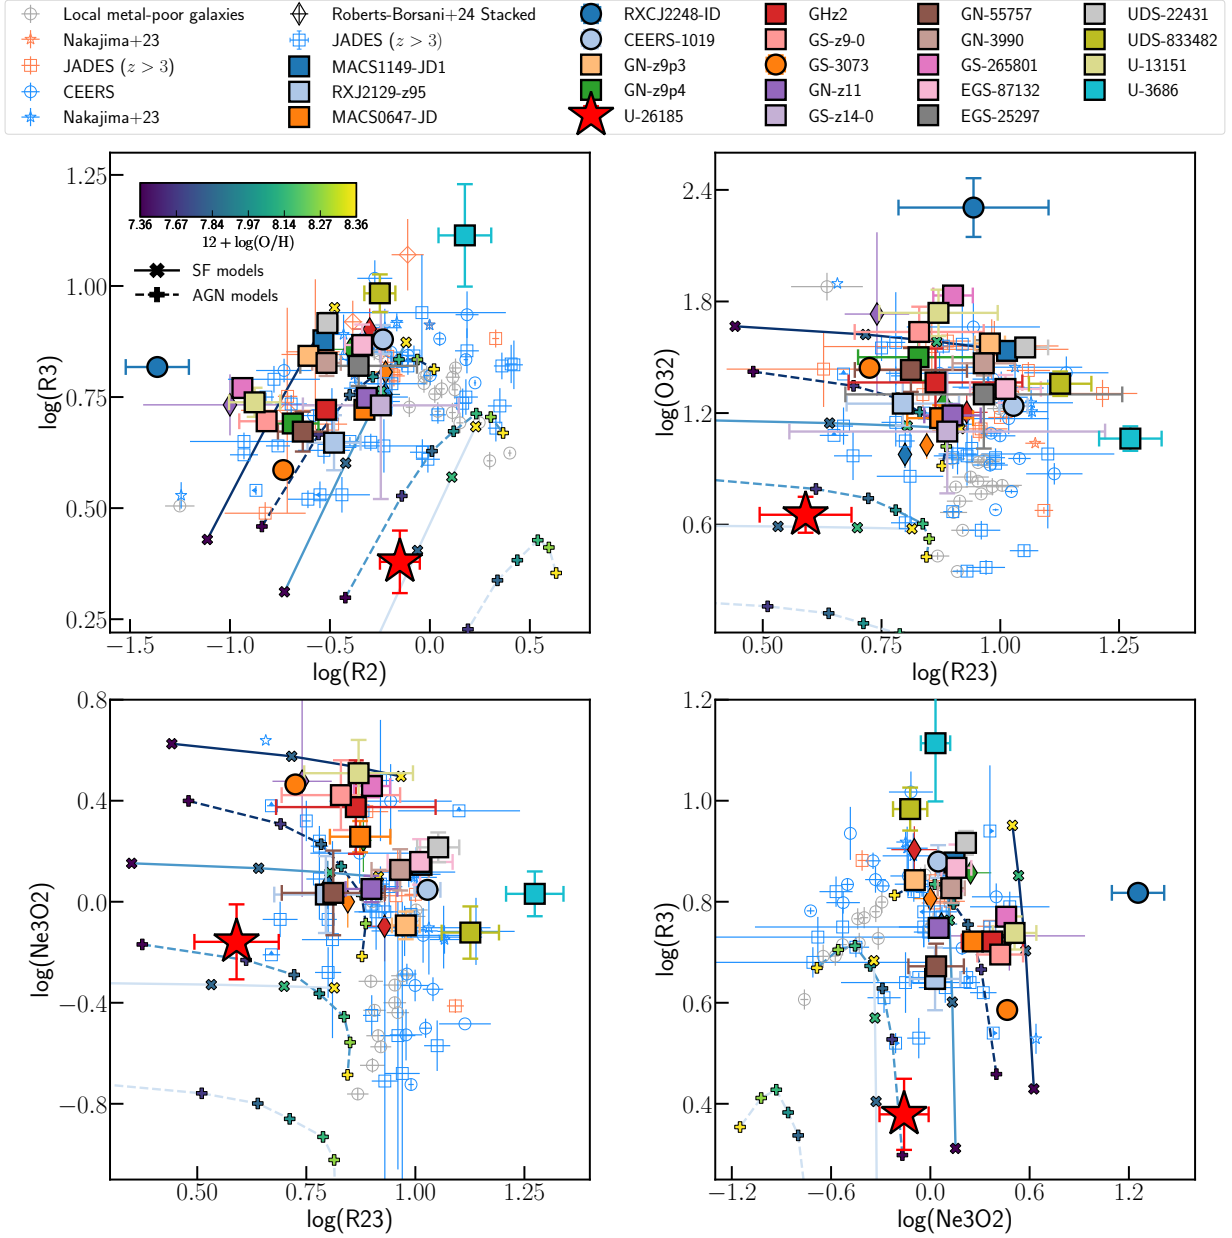 Local metal-poor galaxies
Nakajima+23
JADES (z > 3)
CEERS
Nakajima+23
Roberts-Borsani+24 Stacked
JADES (z > 3)
MACS1149-JD1
RXJ2129-z95
MACS0647-JD
RXCJ2248-ID
CEERS-1019
GN-z9p3
GN-z9p4
U-26185
GHz2
GS-z9-0
GS-3073
GN-z11
GS-z14-0
GN-55757
GN-3990
GS-265801
EGS-87132
EGS-25297
UDS-22431
UDS-833482
U-13151
U-3686
7.36 7.67 7.84 7.97 8.14 8.27 8.36
12 + log(O/H)
SF models
AGN models
1.25
1.00
0.75
0.50
0.25
log(R3)
−1.5 −1.0 −0.5 0.0 0.5
log(R2)
2.4
1.8
1.2
0.6
log(O32)
0.50 0.75 1.00 1.25
log(R23)
0.8
0.4
0.0
−0.4
−0.8
log(Ne3O2)
0.50 0.75 1.00 1.25
log(R23)
1.2
1.0
0.8
0.6
0.4
log(R3)
−1.2 −0.6 0.0 0.6 1.2
log(Ne3O2)